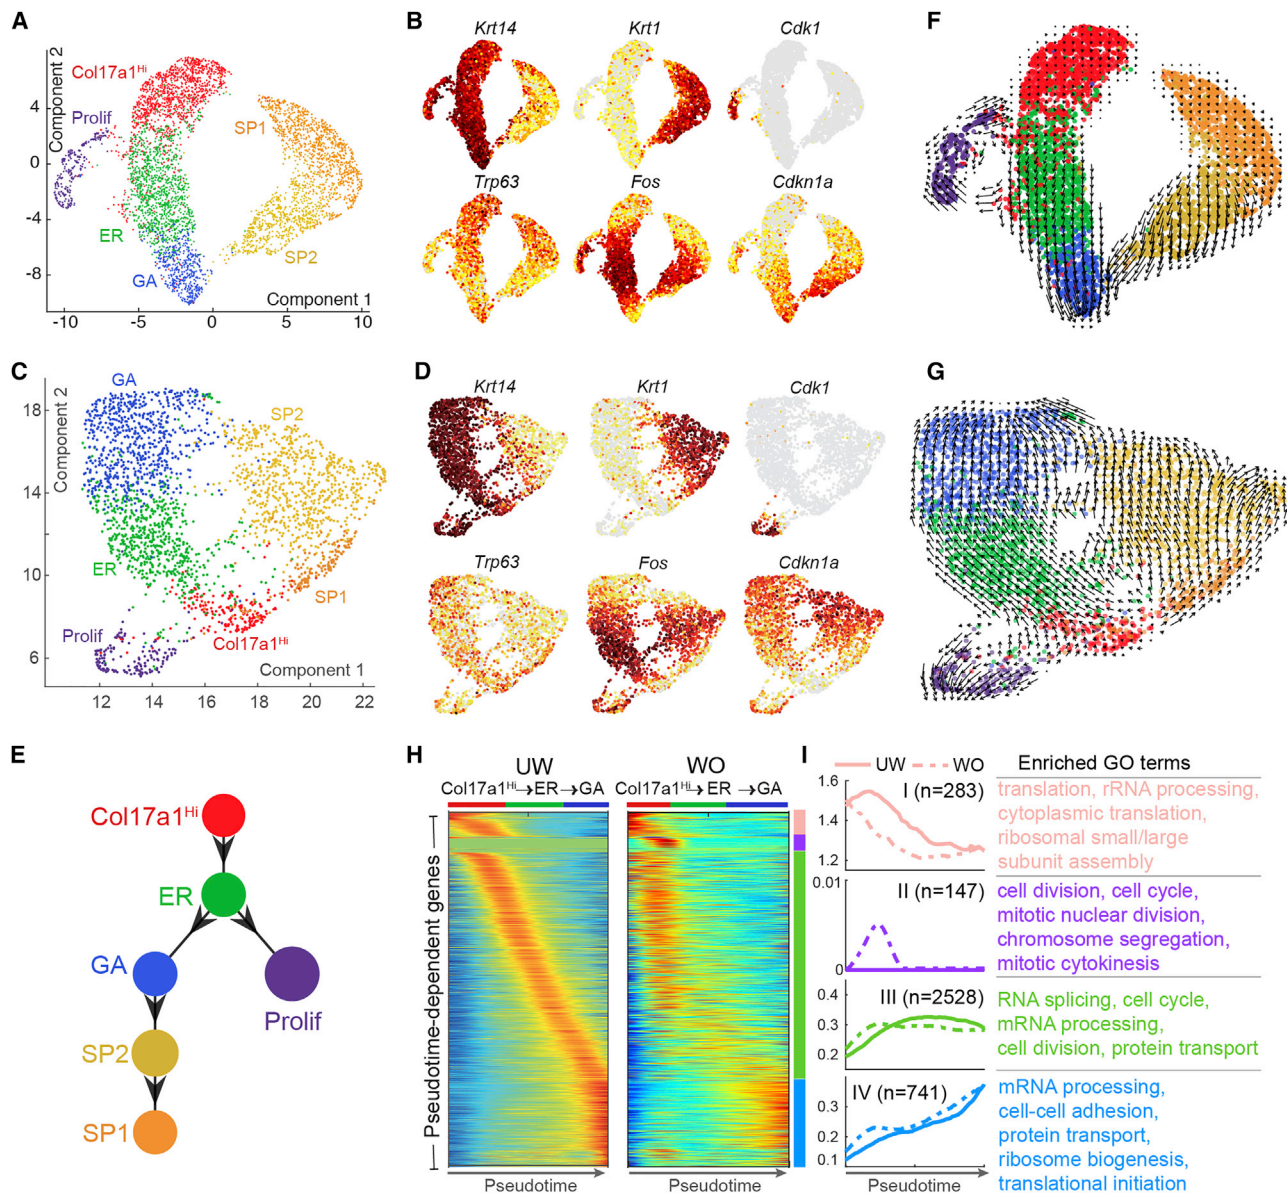 A
Component 2
4
0
-4
-8
-10
-5
0
5
10
Component 1
Col17a1Hi
Prolif
SP1
ER
SP2
GA
B
Krt14
Krt1
Cdk1
Trp63
Fos
Cdkn1a
F
C
Component 2
18
14
10
6
12
14
16
18
20
22
Component 1
GA
SP2
ER
SP1
Prolif
Col17a1Hi
D
Krt14
Krt1
Cdk1
Trp63
Fos
Cdkn1a
G
E
Col17a1Hi
ER
GA
Prolif
SP2
SP1
H
UW
WO
Col17a1Hi→ER→GA
Col17a1Hi→ER→GA
Pseudotime-dependent genes
Pseudotime
I
UW
WO
Enriched GO terms
1.6
1.4
1.2
I (n=283)
translation, rRNA processing,
cytoplasmic translation,
ribosomal small/large
subunit assembly
0.01
0
II (n=147)
cell division, cell cycle,
mitotic nuclear division,
chromosome segregation,
mitotic cytokinesis
0.4
0.3
0.2
III (n=2528)
RNA splicing, cell cycle,
mRNA processing,
cell division, protein transport
0.3
0.2
0.1
IV (n=741)
mRNA processing,
cell-cell adhesion,
protein transport,
ribosome biogenesis,
translational initiation
Pseudotime